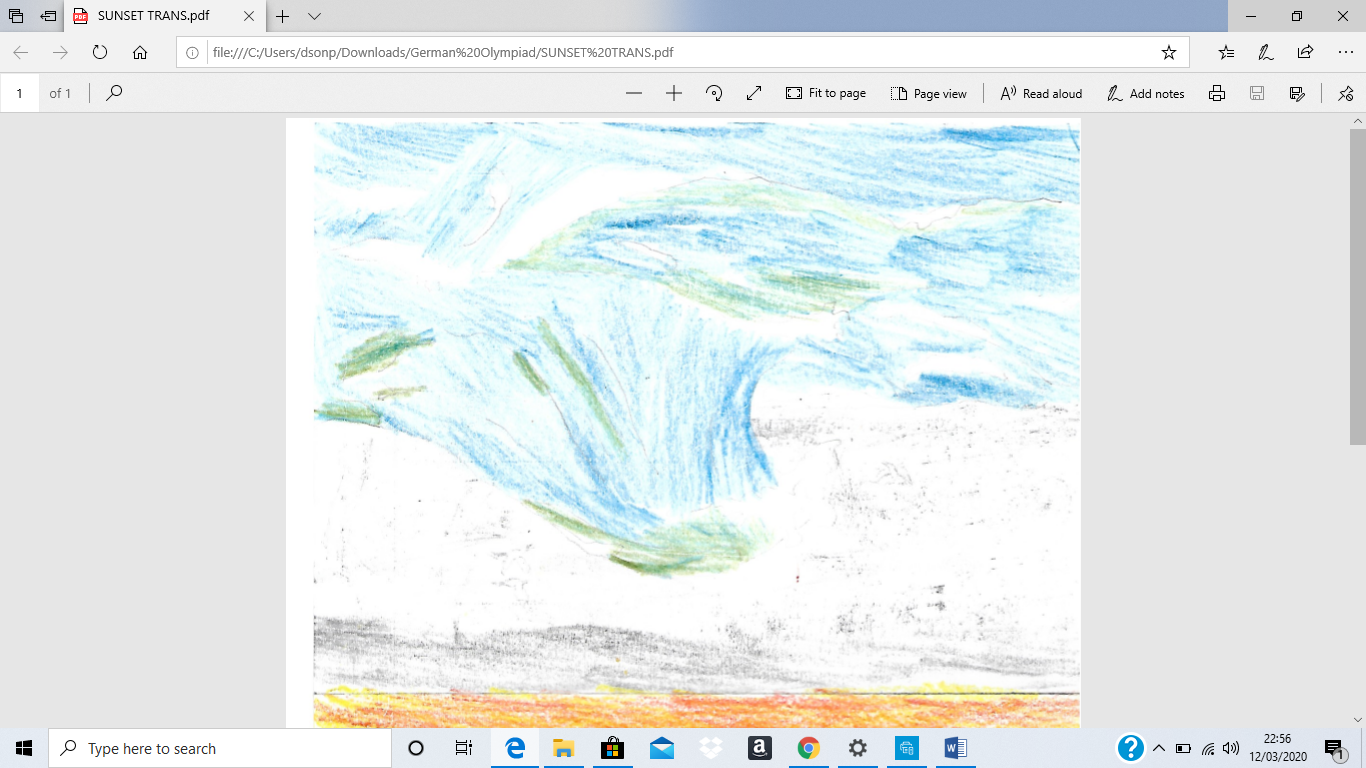 SUNSET TRANS.pdf
file:///C:/Users/dsonp/Downloads/German%20Olympiad/SUNSET%20TRANS.pdf
1 of 1 Fit to page Page view Read aloud Add notes
Type here to search
22:56
12/03/2020
1